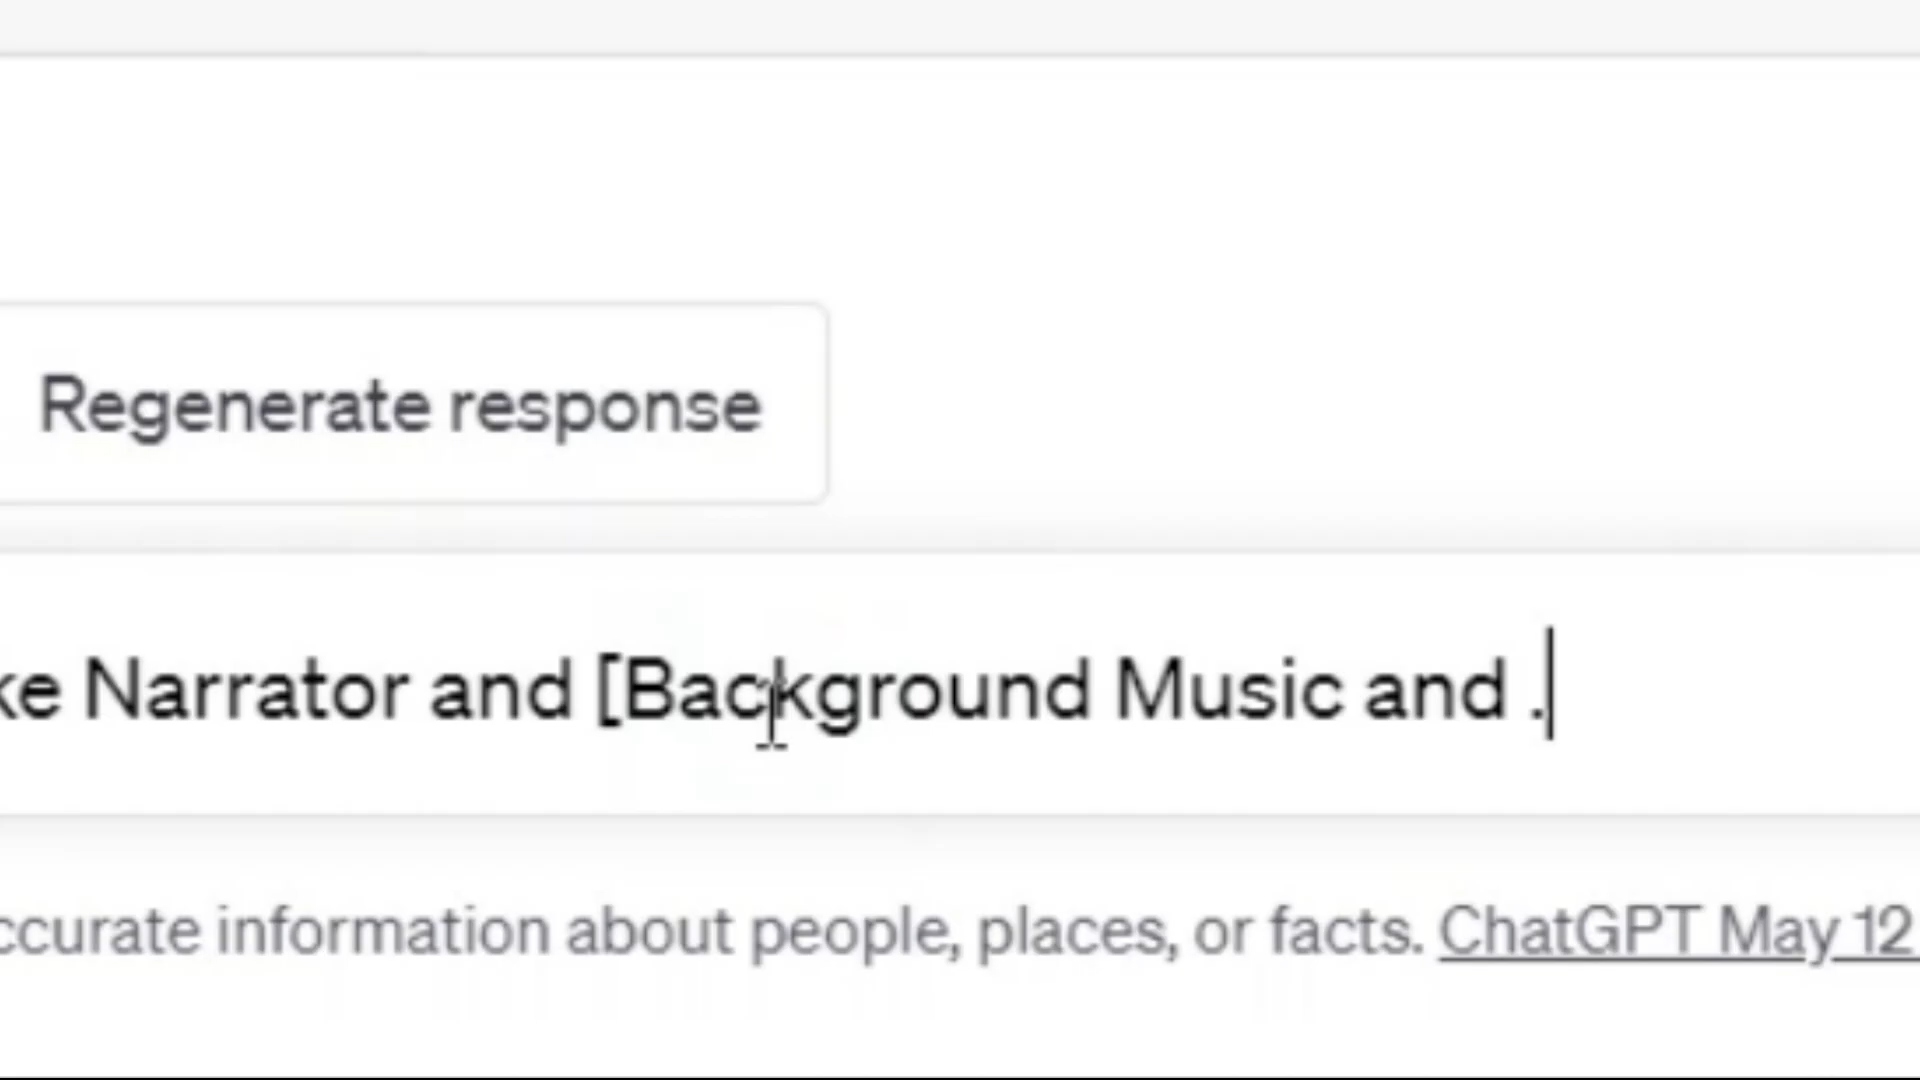 Regenerate response
ke Narrator and [Background Music and .
ccurate information about people, places, or facts. ChatGPT May 12